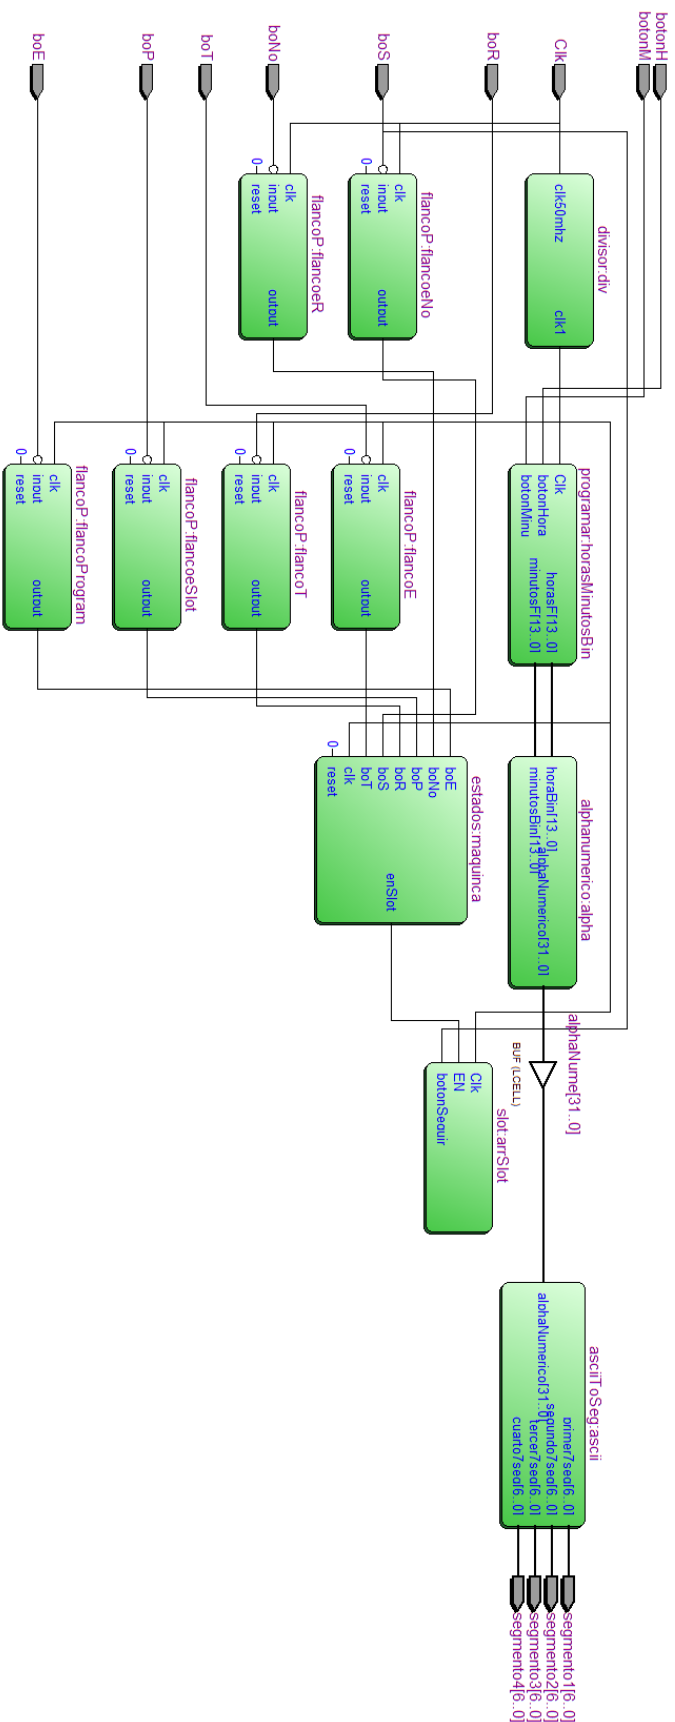 botonH
botonM
Clk
boR
boS
boNo
boT
boP
boE
divisor:div
clk50mhz
clk1
flancoP:flancoeNo
clk
input
0
reset
output
flancoP:flancoeR
clk
input
0
reset
output
programar:horasMinutosBin
Clk
botonHora
botonMinu
horasF[13..0]
minutosF[13..0]
flancoP:flancoE
clk
input
0
reset
output
flancoP:flancoT
clk
input
0
reset
output
flancoP:flancoeSlot
clk
input
0
reset
output
flancoP:flancoProgram
clk
input
0
reset
output
alphanumerico:alpha
horaBin[13..0]
minutosBin[13..0]
alphaNumerico[31..0]
estados:maquinca
boE
boNo
boP
boR
boS
boT
clk
0
reset
enSlot
alphaNume[31..0]
BUF (LCELL)
slot:arrSlot
Clk
EN
botonSeguir
asciiToSeg:ascii
alphaNumerico[31..0]
primer7seg[6..0]
segundo7seg[6..0]
tercer7seg[6..0]
cuarto7seg[6..0]
segmento1[6..0]
segmento2[6..0]
segmento3[6..0]
segmento4[6..0]